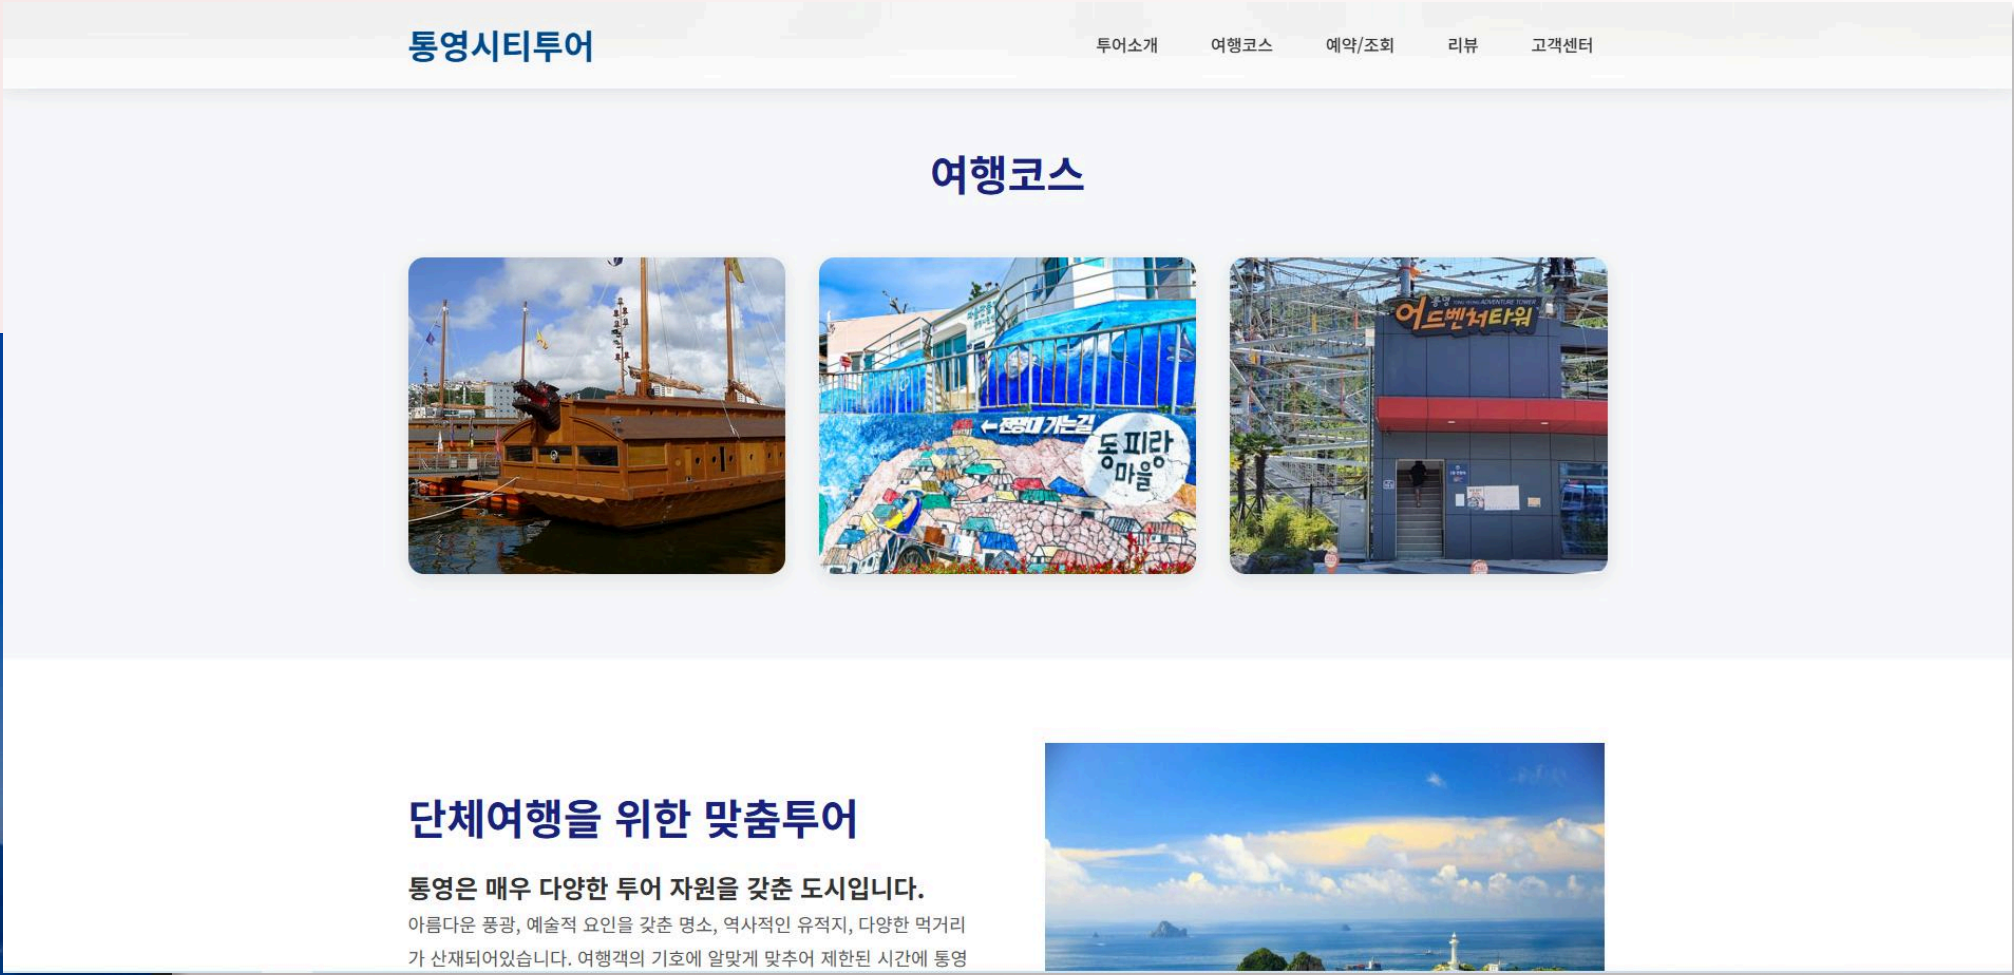 통영시티투어
투어소개 여행코스 예약/조회 리뷰 고객센터
여행코스
← 전망대 가는길
동피랑
마을
통영 TONG YEONG ADVENTURE TOWER
어드벤처타워
단체여행을 위한 맞춤투어
통영은 매우 다양한 투어 자원을 갖춘 도시입니다.
아름다운 풍광, 예술적 요인을 갖춘 명소, 역사적인 유적지, 다양한 먹거리
가 산재되어있습니다. 여행객의 기호에 알맞게 맞추어 제한된 시간에 통영